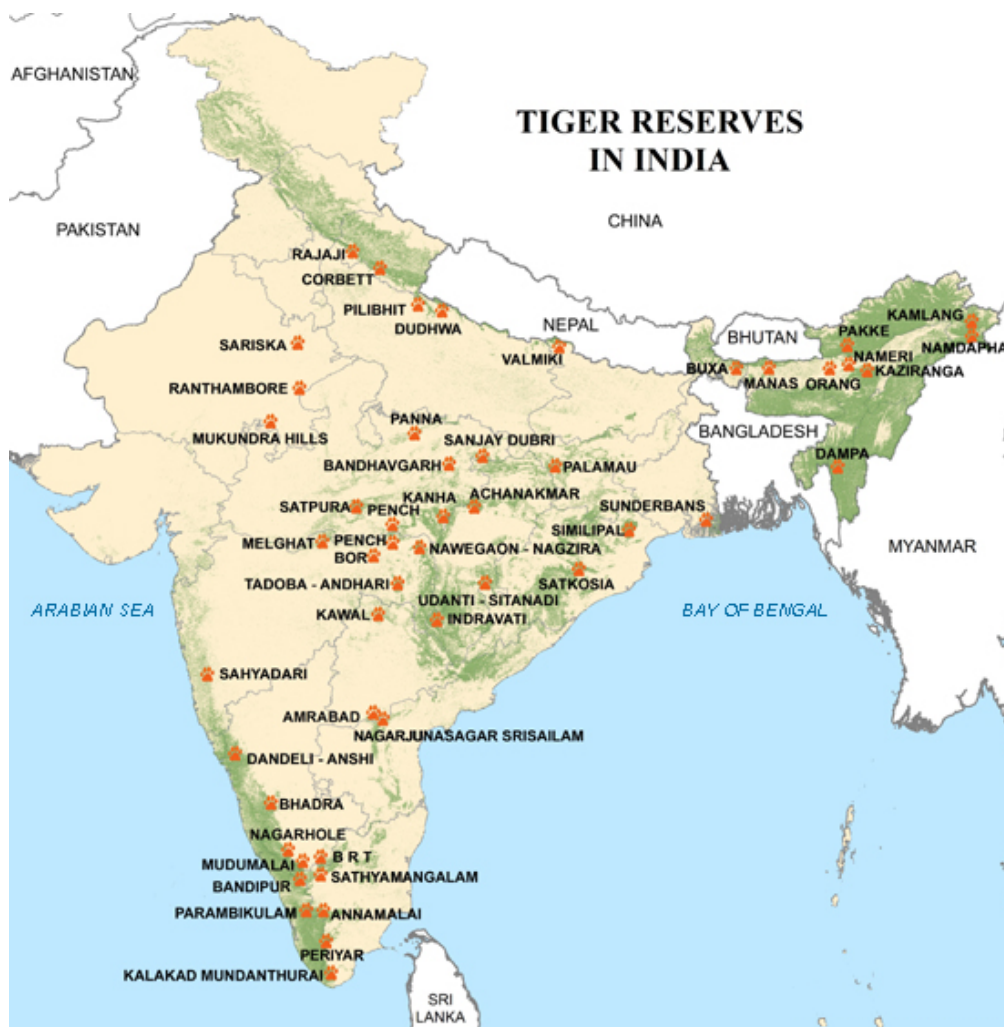 AFGHANISTAN
TIGER RESERVES
IN INDIA
PAKISTAN
CHINA
RAJAJI
CORBETT
PILIBHIT
DUDHWA
NEPAL
VALMIKI
BHUTAN
KAMLANG
PAKKE
NAMDAPHA
SARISKA
NAMERI
BUXA
MANAS
ORANG
KAZIRANGA
RANTHAMBORE
MUKUNDRA HILLS
PANNA
SANJAY DUBRI
BANGLADESH
DAMPA
BANDHAVGARH
PALAMAU
SATPURA
KANHA
ACHANAKMAR
PENCH
SUNDERBANS
SIMILIPAL
MELGHAT
PENCH
BOR
NAWEGAON - NAGZIRA
MYANMAR
TADOBA - ANDHARI
SATKOSIA
UDANTI - SITANADI
ARABIAN SEA
KAWAL
INDRAVATI
BAY OF BENGAL
SAHYADARI
AMRABAD
NAGARJUNASAGAR SRISAILAM
DANDELI - ANSHI
BHADRA
NAGARHOLE
MUDUMALAI
B R T
BANDIPUR
SATHYAMANGALAM
PARAMBIKULAM
ANNAMALAI
PERIYAR
KALAKAD MUNDANTHURAI
SRI
LANKA